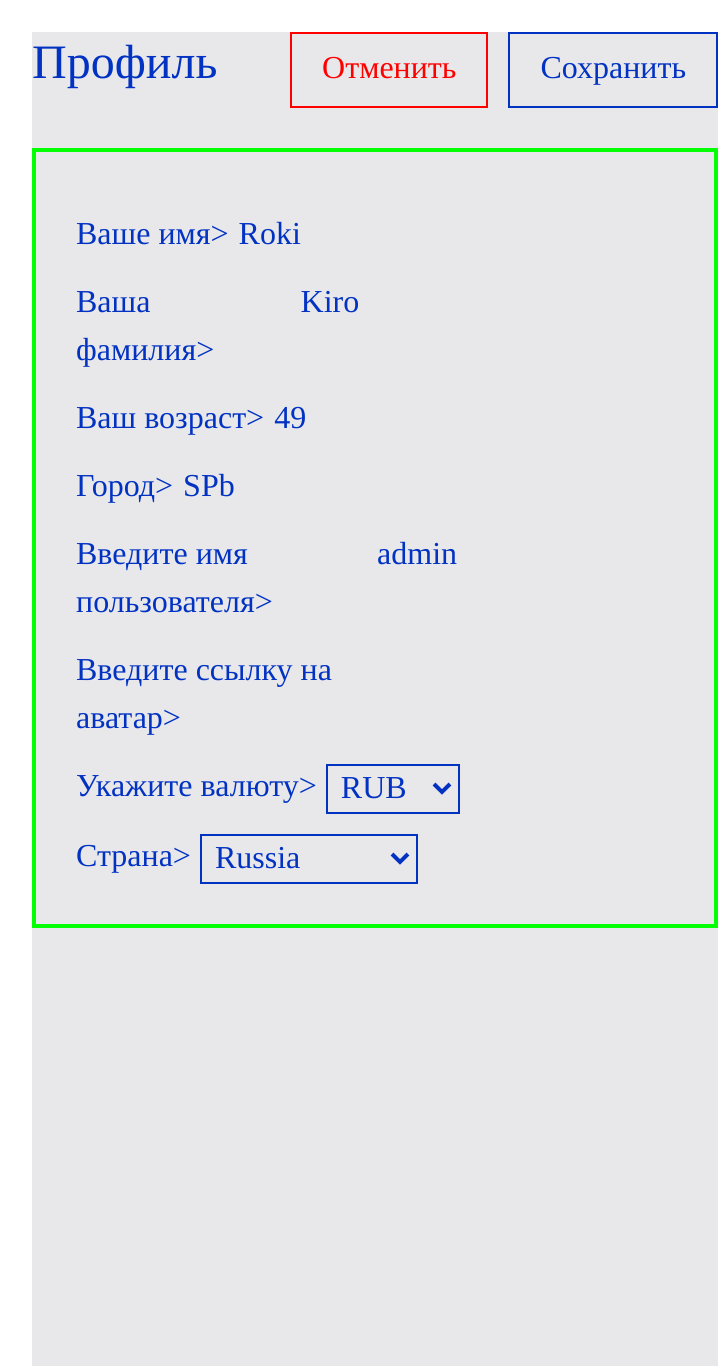 Профиль Отменить Сохранить
Ваше имя> Roki
Ваша Kiro
фамилия>
Ваш возраст> 49
Город> SPb
Введите имя admin
пользователя>
Введите ссылку на
аватар>
Укажите валюту> RUB
Страна> Russia